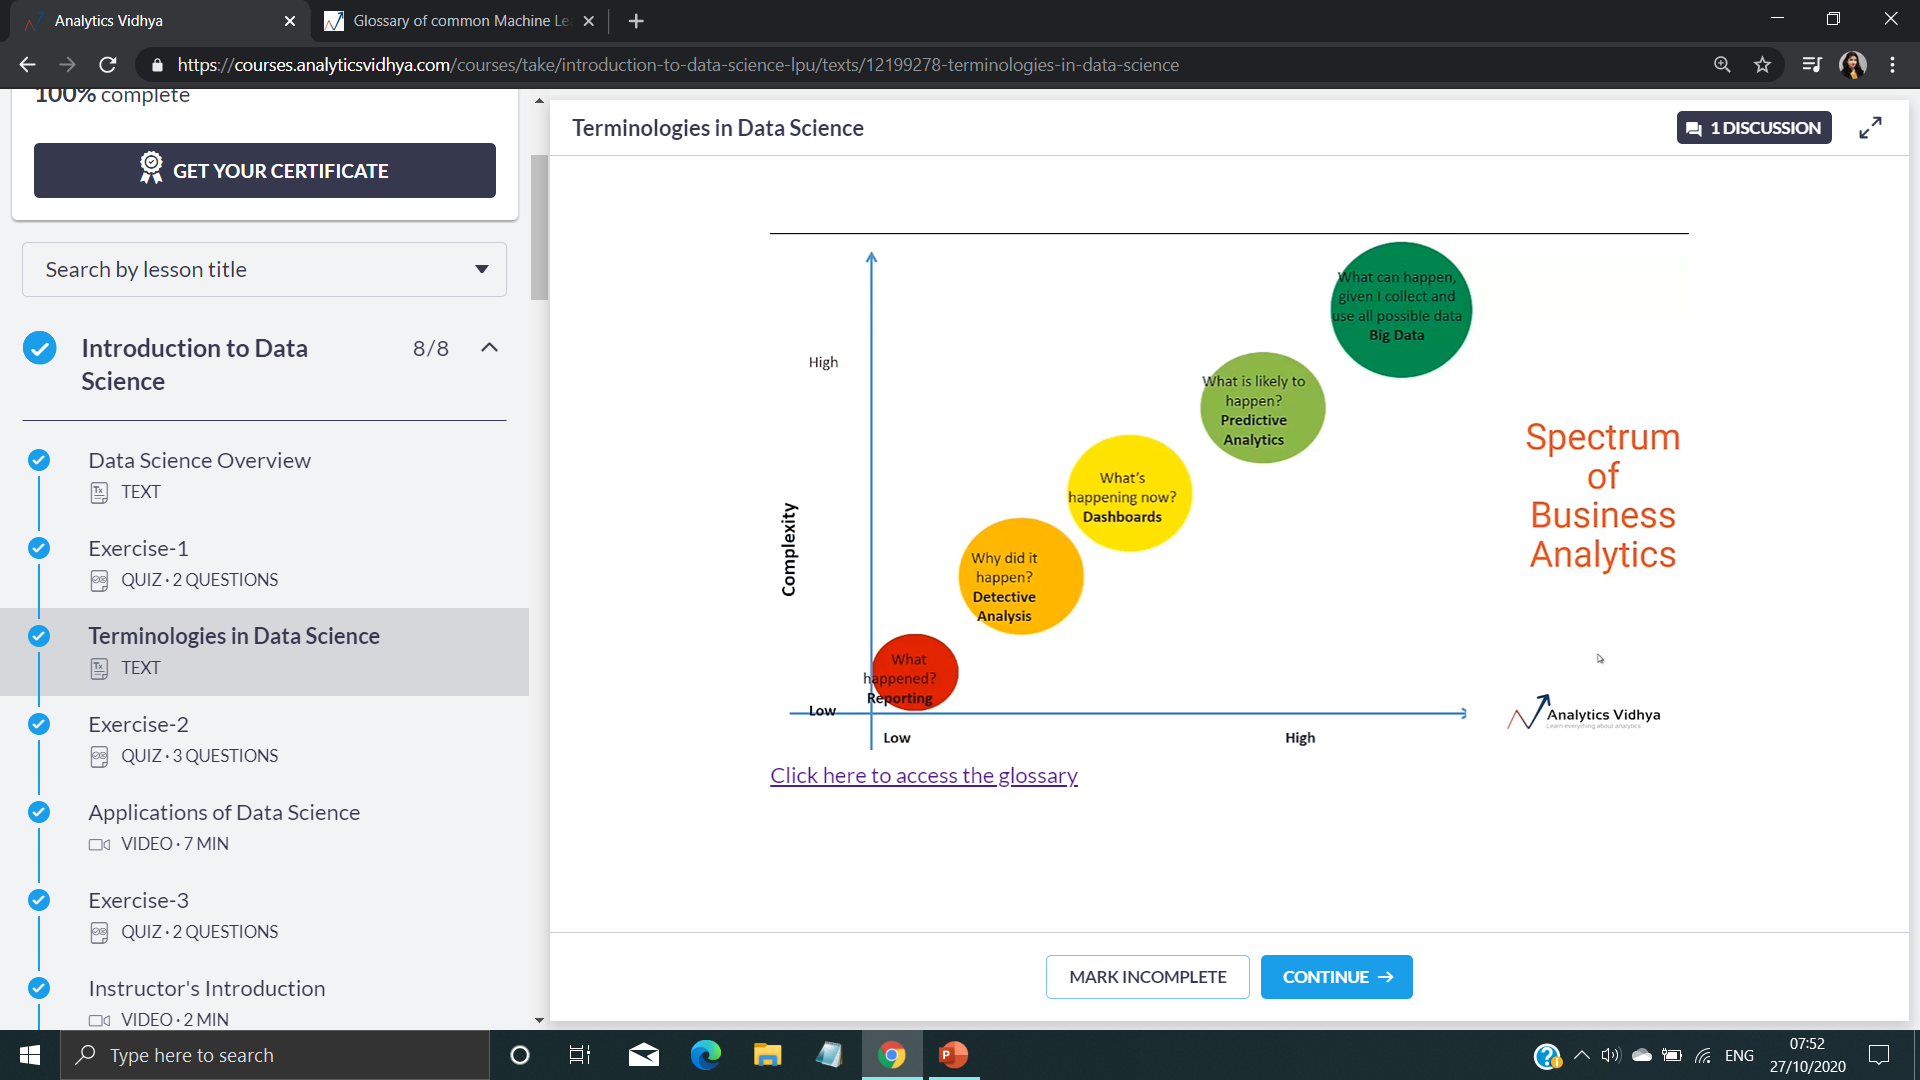 Analytics Vidhya
Glossary of common Machine Le
https://courses.analyticsvidhya.com/courses/take/introduction-to-data-science-lpu/texts/12199278-terminologies-in-data-science
100% complete
GET YOUR CERTIFICATE
Search by lesson title
Introduction to Data
Science
8/8
Data Science Overview
TEXT
Exercise-1
QUIZ · 2 QUESTIONS
Terminologies in Data Science
TEXT
Exercise-2
QUIZ · 3 QUESTIONS
Applications of Data Science
VIDEO · 7 MIN
Exercise-3
QUIZ · 2 QUESTIONS
Instructor's Introduction
VIDEO · 2 MIN
Terminologies in Data Science
1 DISCUSSION
What can happen,
given I collect and
use all possible data
Big Data
High
What is likely to
happen?
Predictive
Analytics
What's
happening now?
Dashboards
Why did it
happen?
Detective
Analysis
What
happened?
Reporting
Complexity
Low
Low
High
Spectrum
of
Business
Analytics
Analytics Vidhya
Learn everything about analytics
Click here to access the glossary
MARK INCOMPLETE
CONTINUE →
Type here to search
ENG
07:52
27/10/2020